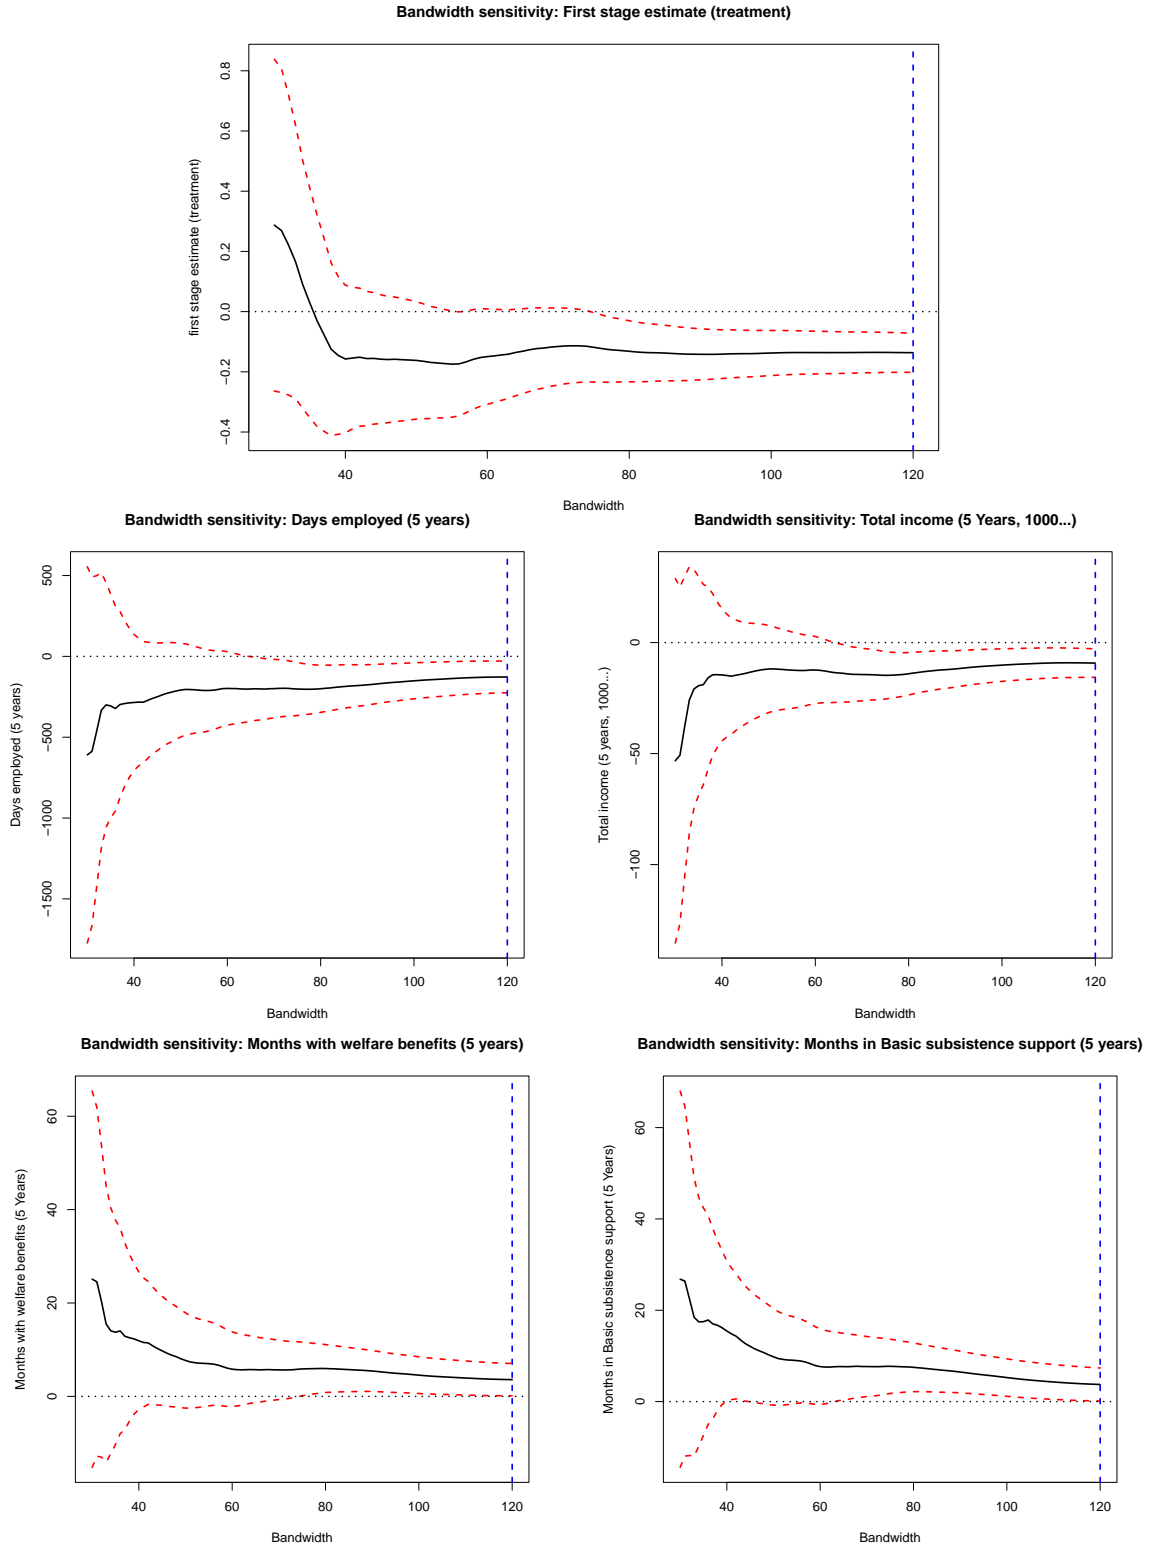 Bandwidth sensitivity: First stage estimate (treatment)
first stage estimate (treatment)
0.8
0.6
0.4
0.2
0.0
−0.2
−0.4
40 60 80 100 120
Bandwidth
Bandwidth sensitivity: Days employed (5 years)
Days employed (5 years)
500
0
−500
−1000
−1500
40 60 80 100 120
Bandwidth
Bandwidth sensitivity: Total income (5 Years, 1000...)
Total income (5 years, 1000...)
0
−50
−100
40 60 80 100 120
Bandwidth
Bandwidth sensitivity: Months with welfare benefits (5 years)
Months with welfare benefits (5 Years)
60
40
20
0
40 60 80 100 120
Bandwidth
Bandwidth sensitivity: Months in Basic subsistence support (5 years)
Months in Basic subsistence support (5 Years)
60
40
20
0
40 60 80 100 120
Bandwidth